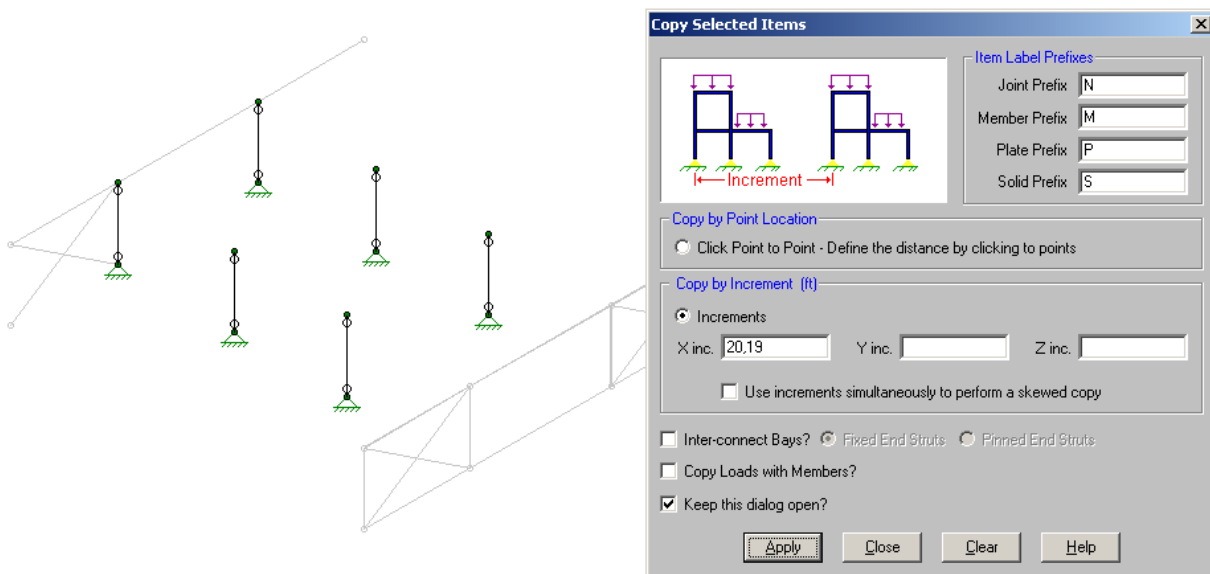 Copy Selected Items
Increment
Item Label Prefixes
Joint Prefix N
Member Prefix M
Plate Prefix P
Solid Prefix S
Copy by Point Location
Click Point to Point - Define the distance by clicking to points
Copy by Increment (ft)
Increments
X inc. 20,19 Y inc. Z inc.
Use increments simultaneously to perform a skewed copy
Inter-connect Bays? Fixed End Struts Pinned End Struts
Copy Loads with Members?
Keep this dialog open?
Apply Close Clear Help